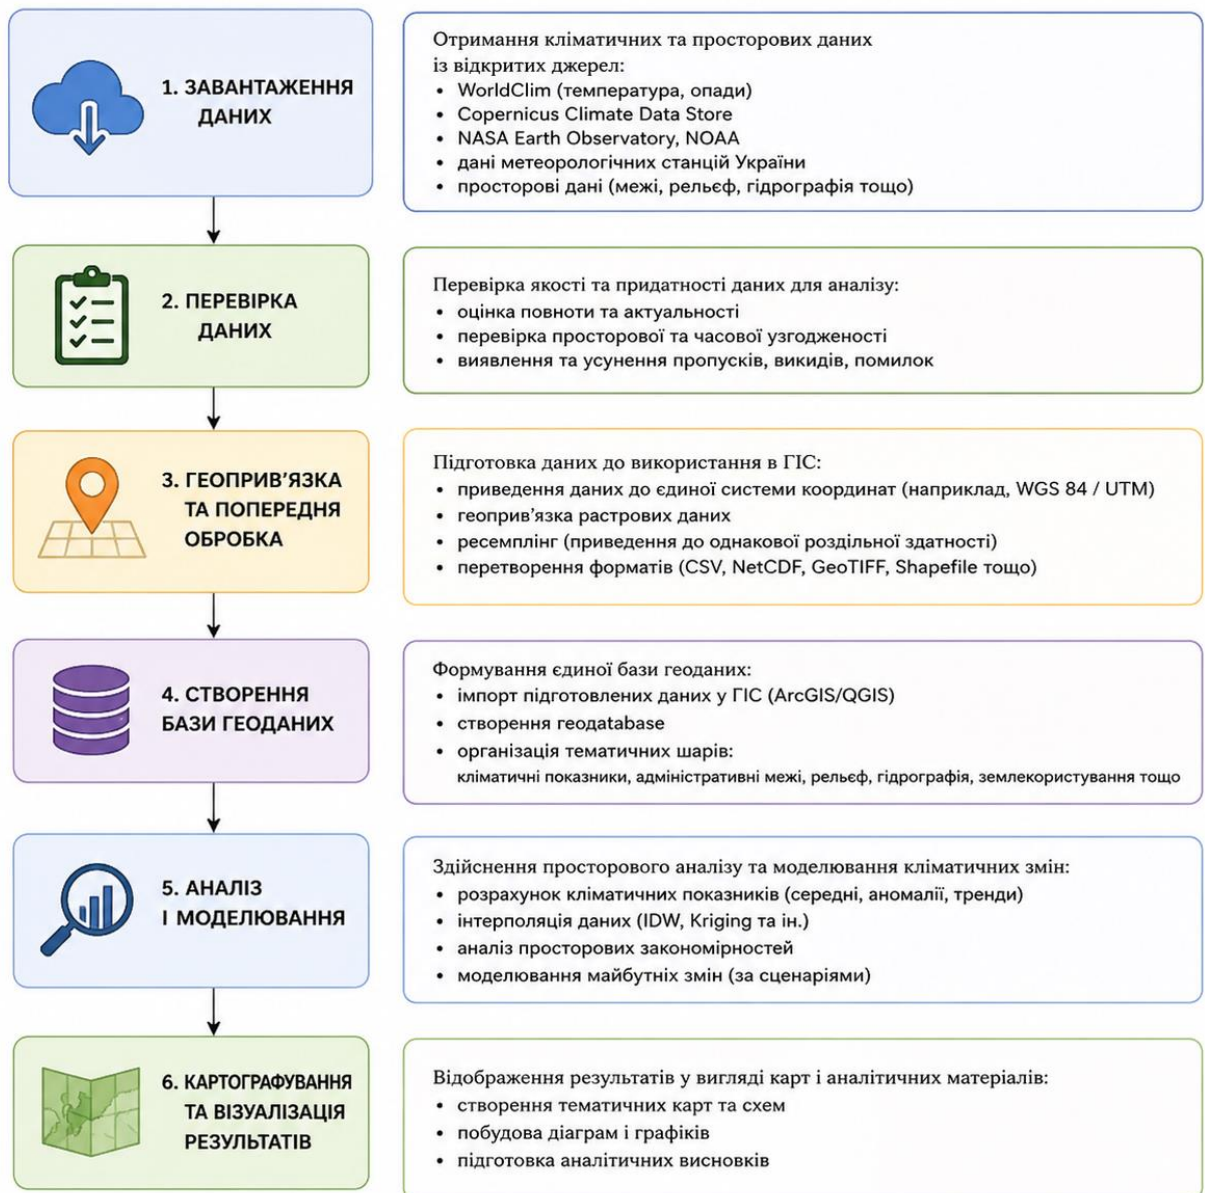 1. ЗАВАНТАЖЕННЯ
ДАНИХ
Отримання кліматичних та просторових даних
із відкритих джерел:
• WorldClim (температура, опади)
• Copernicus Climate Data Store
• NASA Earth Observatory, NOAA
• дані метеорологічних станцій України
• просторові дані (межі, рельєф, гідрографія тощо)
2. ПЕРЕВІРКА
ДАНИХ
Перевірка якості та придатності даних для аналізу:
• оцінка повноти та актуальності
• перевірка просторової та часової узгодженості
• виявлення та усунення пропусків, викидів, помилок
3. ГЕОПРИВ’ЯЗКА
ТА ПОПЕРЕДНЯ
ОБРОБКА
Підготовка даних до використання в ГІС:
• приведення даних до єдиної системи координат (наприклад, WGS 84 / UTM)
• геоприв’язка растрових даних
• ресемплінг (приведення до однакової роздільної здатності)
• перетворення форматів (CSV, NetCDF, GeoTIFF, Shapefile тощо)
4. СТВОРЕННЯ
БАЗИ ГЕОДАНИХ
Формування єдиної бази геоданих:
• імпорт підготовлених даних у ГІС (ArcGIS/QGIS)
• створення геоdatabase
• організація тематичних шарів:
кліматичні показники, адміністративні межі, рельєф, гідрографія, землекористування тощо
5. АНАЛІЗ
І МОДЕЛЮВАННЯ
Здійснення просторового аналізу та моделювання кліматичних змін:
• розрахунок кліматичних показників (середні, аномалії, тренди)
• інтерполяція даних (IDW, Kriging та ін.)
• аналіз просторових закономірностей
• моделювання майбутніх змін (за сценаріями)
6. КАРТОГРАФУВАННЯ
ТА ВІЗУАЛІЗАЦІЯ
РЕЗУЛЬТАТІВ
Відображення результатів у вигляді карт і аналітичних матеріалів:
• створення тематичних карт та схем
• побудова діаграм і графіків
• підготовка аналітичних висновків